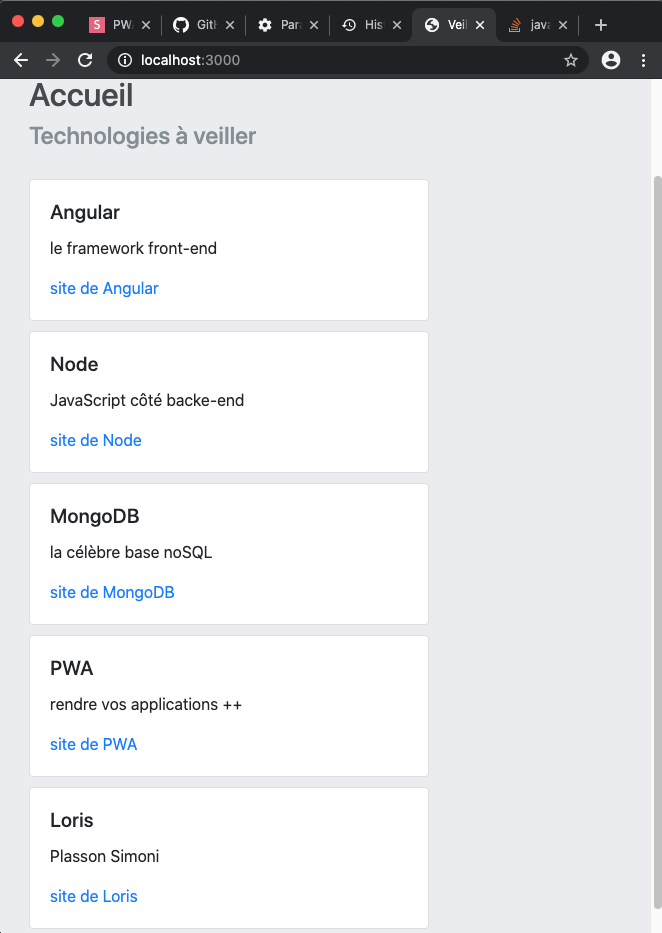 PW
GitH
Para
His
Veil
java
localhost:3000
Accueil
Technologies à veiller
Angular
le framework front-end
site de Angular
Node
JavaScript côté backe-end
site de Node
MongoDB
la célèbre base noSQL
site de MongoDB
PWA
rendre vos applications ++
site de PWA
Loris
Plasson Simoni
site de Loris